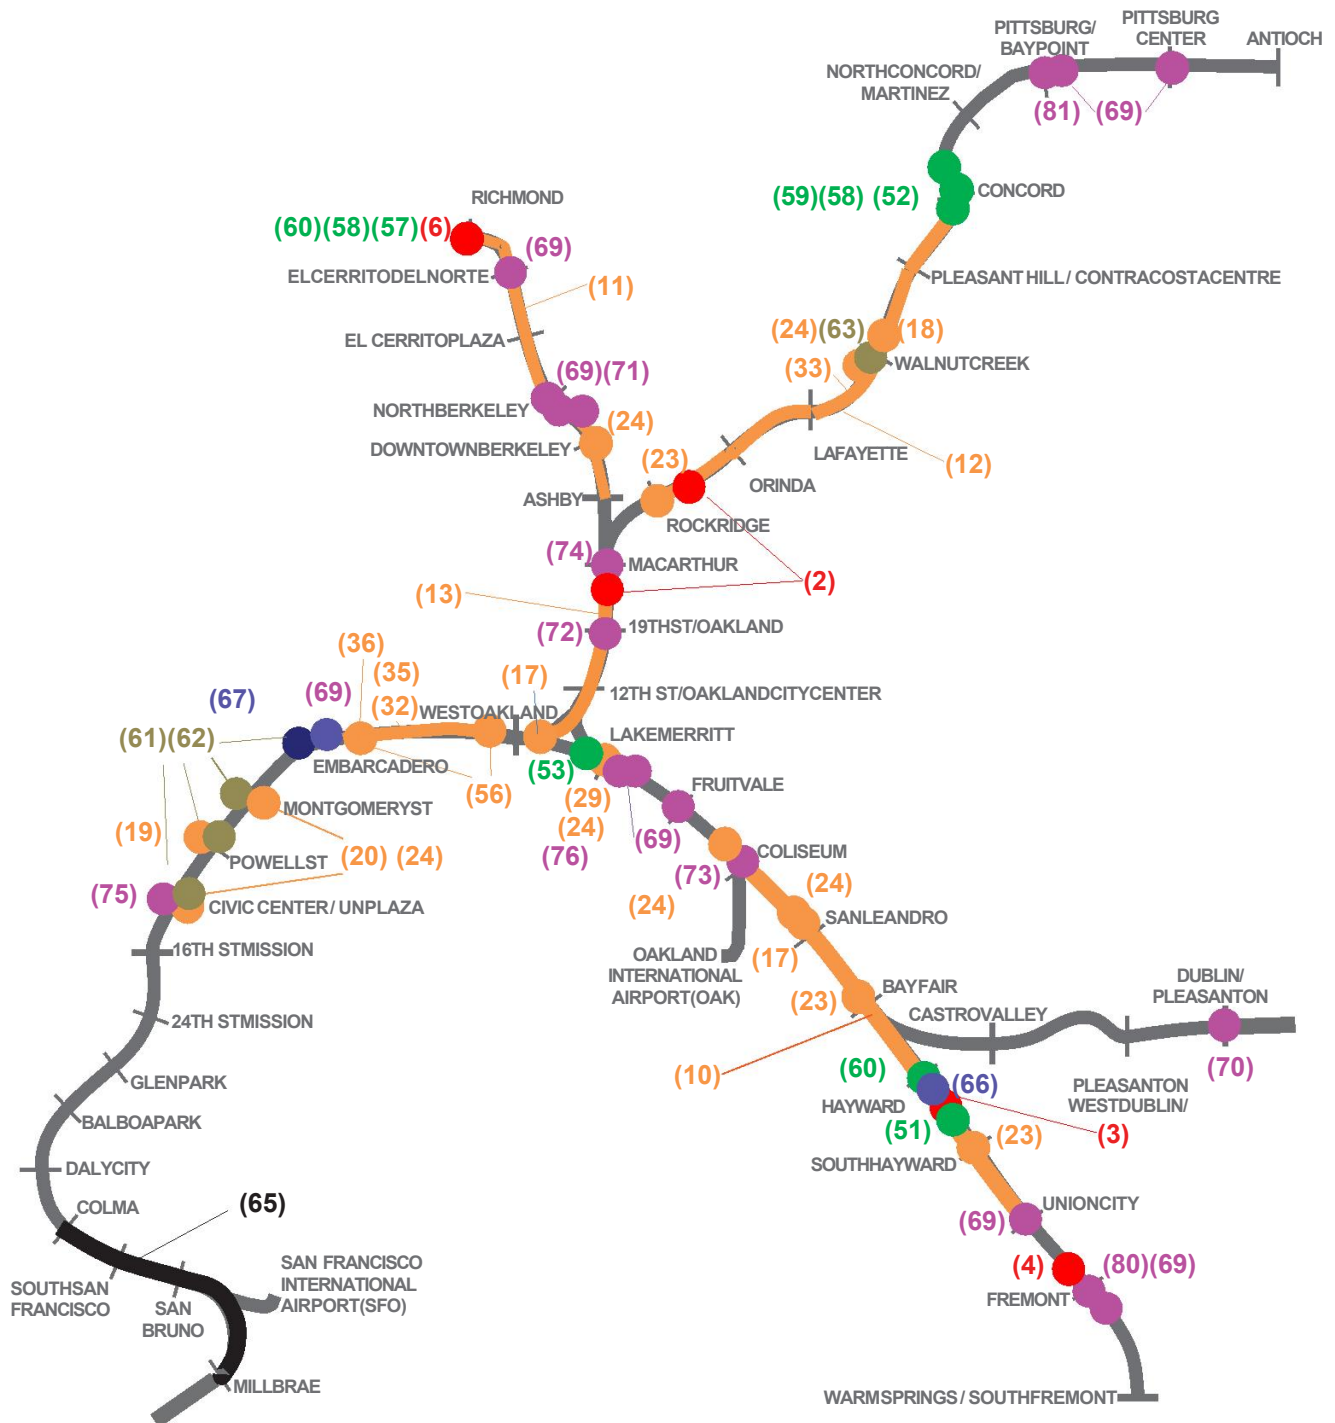 PITTSBURG/
BAYPOINT
PITTSBURG
CENTER
ANTIOCH
NORTHCONCORD/
MARTINEZ
(81) (69)
RICHMOND
(59)(58) (52)
CONCORD
(60)(58)(57)(6)
(69)
ELCERRITODELNORTE
(11)
PLEASANT HILL/ CONTRACOSTACENTRE
EL CERRITOPLAZA
(24)(63)
(18)
WALNUTCREEK
(33)
(69)(71)
NORTHBERKELEY
(24)
DOWNTOWNBERKELEY
LAFAYETTE
(12)
(23)
ORINDA
ASHBY
ROCKRIDGE
(74)
MACARTHUR
(2)
(13)
(72)
19THST/OAKLAND
(36)
(35)
(17)
12TH ST/OAKLANDCITYCENTER
(67)
(69)
(32)
WESTOAKLAND
LAKEMERRITT
(61)(62)
EMBARCADERO
(53)
(56)
FRUITVALE
(29)
MONTGOMERYST
(19)
(24)
(69)
(20) (24)
(76)
COLISEUM
POWELLST
(73)
(75)
(24)
(24)
CIVIC CENTER/ UNPLAZA
SANLEANDRO
16TH STMISSION
OAKLAND
INTERNATIONAL
AIRPORT(OAK)
(17)
DUBLIN/
PLEASANTON
BAYFAIR
(23)
CASTROVALLEY
24TH STMISSION
(10)
(60)
(66)
(70)
GLENPARK
PLEASANTON
WESTDUBLIN/
HAYWARD
BALBOAPARK
(51)
(23)
(3)
SOUTHHAYWARD
DALYCITY
COLMA
(65)
UNIONCITY
(69)
SAN FRANCISCO
INTERNATIONAL
AIRPORT(SFO)
(4)
(80)(69)
SOUTHSAN
FRANCISCO
SAN
BRUNO
FREMONT
MILLBRAE
WARMSPRINGS / SOUTHFREMONT